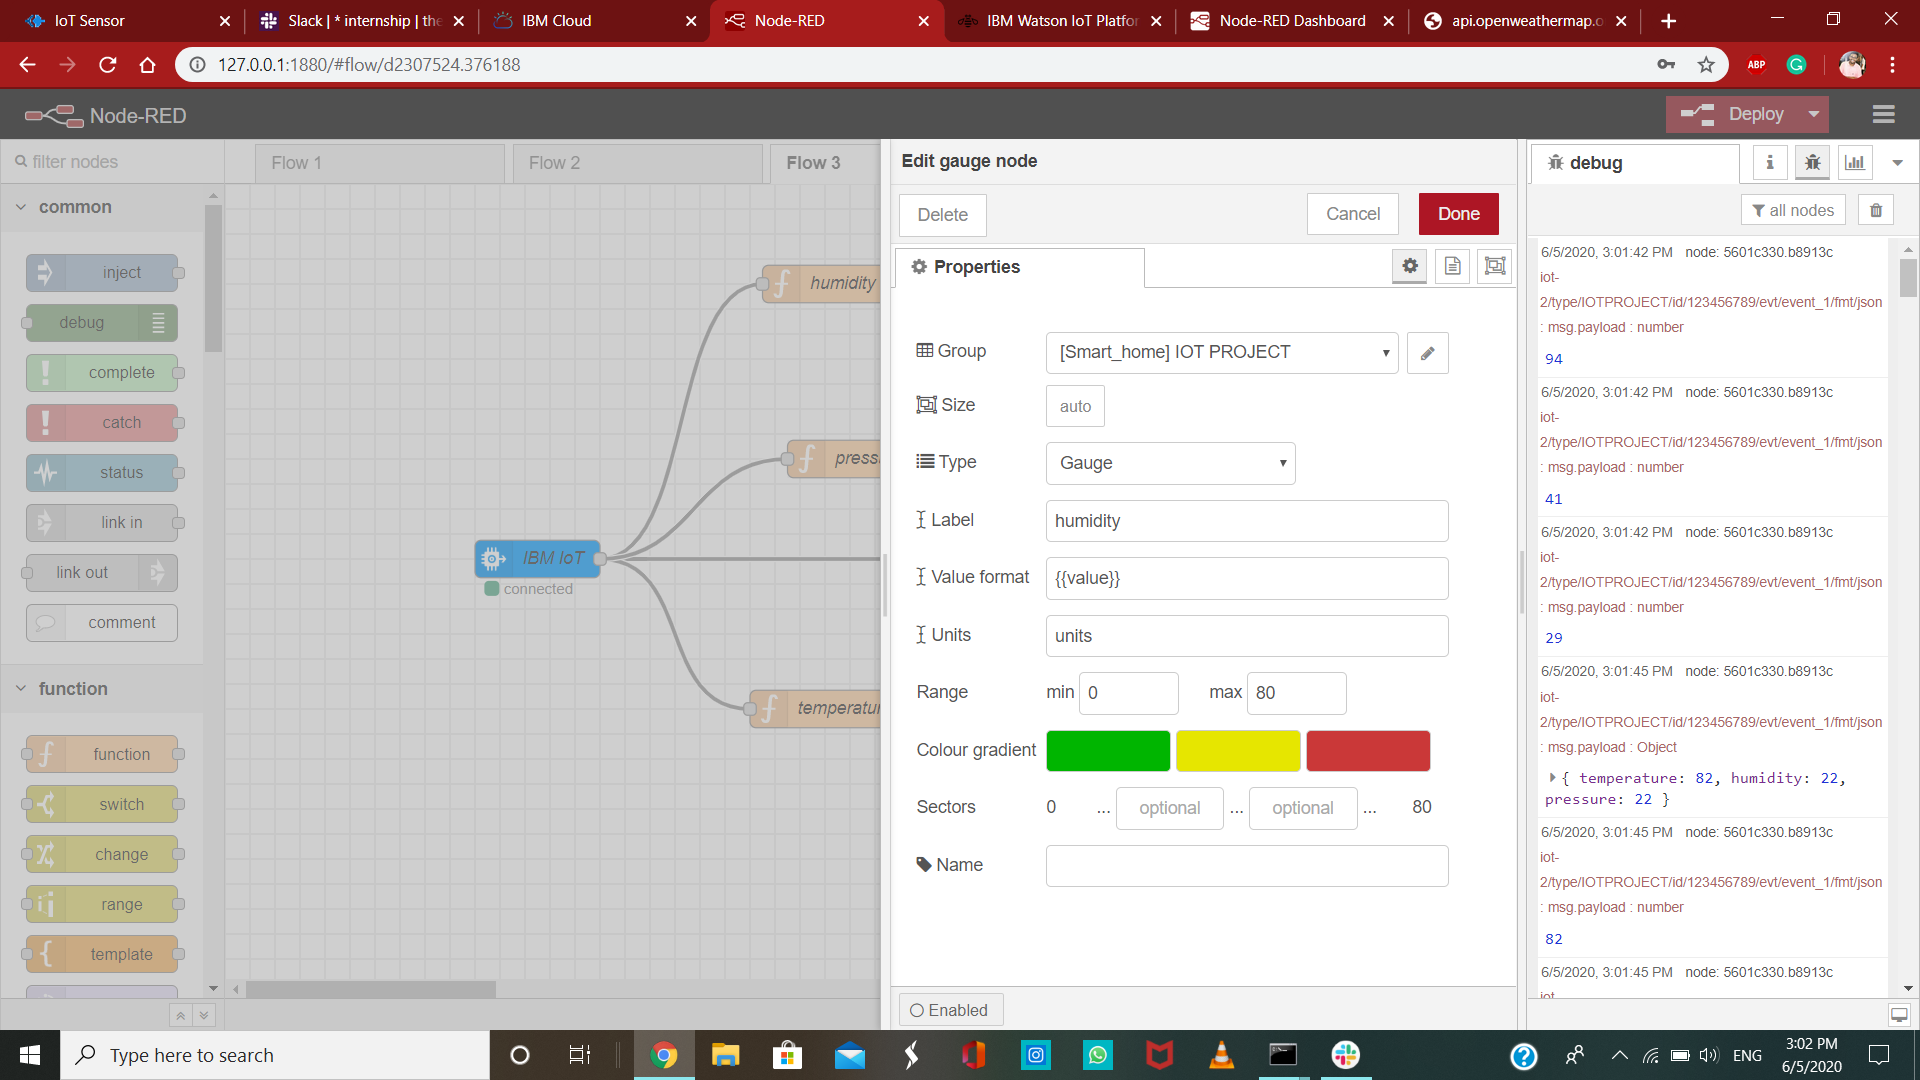 IoT Sensor
Slack | * internship | the
IBM Cloud
Node-RED
IBM Watson IoT Platfor
Node-RED Dashboard
api.openweathermap.o
127.0.0.1:1880/#flow/d2307524.376188
ABP
Node-RED
Deploy
filter nodes
common
inject
debug
complete
catch
status
link in
link out
comment
function
function
switch
change
range
template
Flow 1
Flow 2
Flow 3
humidity
press
IBM IoT
connected
temperatur
Edit gauge node
Delete
Cancel
Done
Properties
Group
[Smart_home] IOT PROJECT
Size
auto
Type
Gauge
Label
humidity
Value format
{{value}}
Units
units
Range
min 0
max 80
Colour gradient
Sectors
0 ... optional ... optional ... 80
Name
Enabled
debug
all nodes
6/5/2020, 3:01:42 PM node: 5601c330.b8913c
iot-
2/type/IOTPROJECT/id/123456789/evt/event_1/fmt/json
: msg.payload : number
94
6/5/2020, 3:01:42 PM node: 5601c330.b8913c
iot-
2/type/IOTPROJECT/id/123456789/evt/event_1/fmt/json
: msg.payload : number
41
6/5/2020, 3:01:42 PM node: 5601c330.b8913c
iot-
2/type/IOTPROJECT/id/123456789/evt/event_1/fmt/json
: msg.payload : number
29
6/5/2020, 3:01:45 PM node: 5601c330.b8913c
iot-
2/type/IOTPROJECT/id/123456789/evt/event_1/fmt/json
: msg.payload : Object
{ temperature: 82, humidity: 22,
pressure: 22 }
6/5/2020, 3:01:45 PM node: 5601c330.b8913c
iot-
2/type/IOTPROJECT/id/123456789/evt/event_1/fmt/json
: msg.payload : number
82
6/5/2020, 3:01:45 PM node: 5601c330.b8913c
iot-
Type here to search
ENG
3:02 PM
6/5/2020